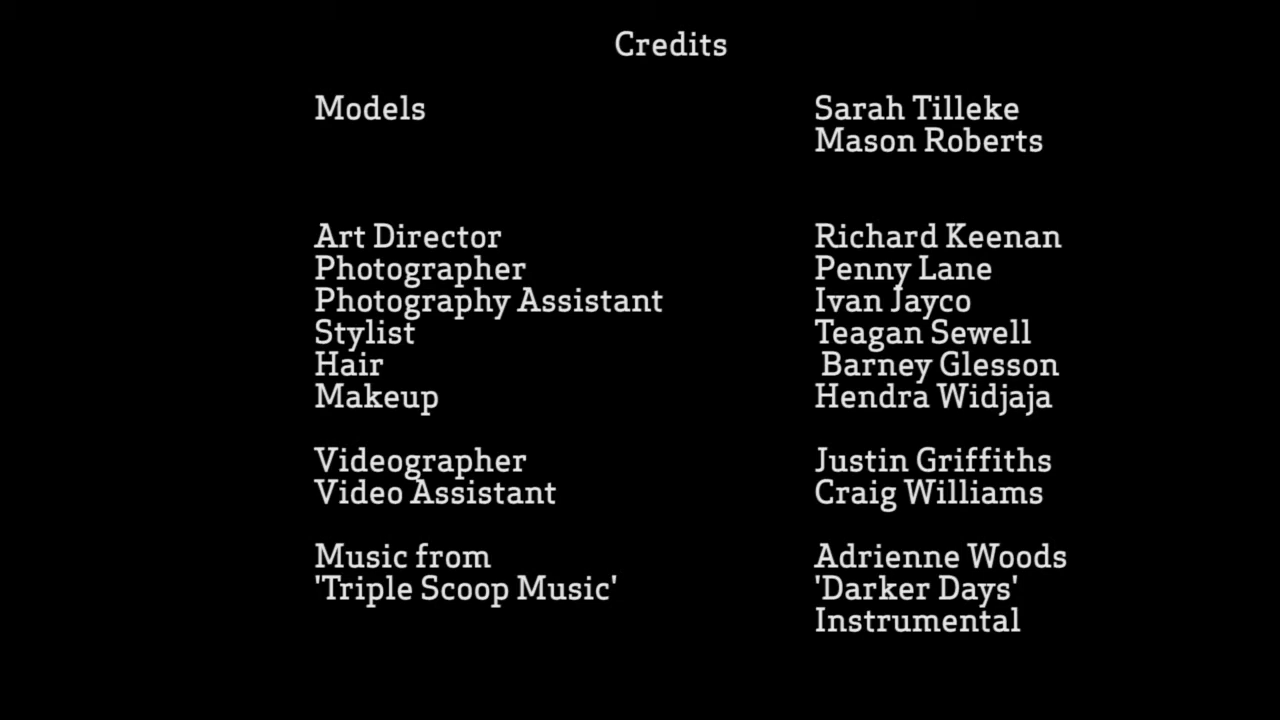 Credits
Models Sarah Tilleke
Mason Roberts
Art Director Richard Keenan
Photographer Penny Lane
Photography Assistant Ivan Jayco
Stylist Teagan Sewell
Hair Barney Glesson
Makeup Hendra Widjaja
Videographer Justin Griffiths
Video Assistant Craig Williams
Music from Adrienne Woods
'Triple Scoop Music' 'Darker Days'
Instrumental